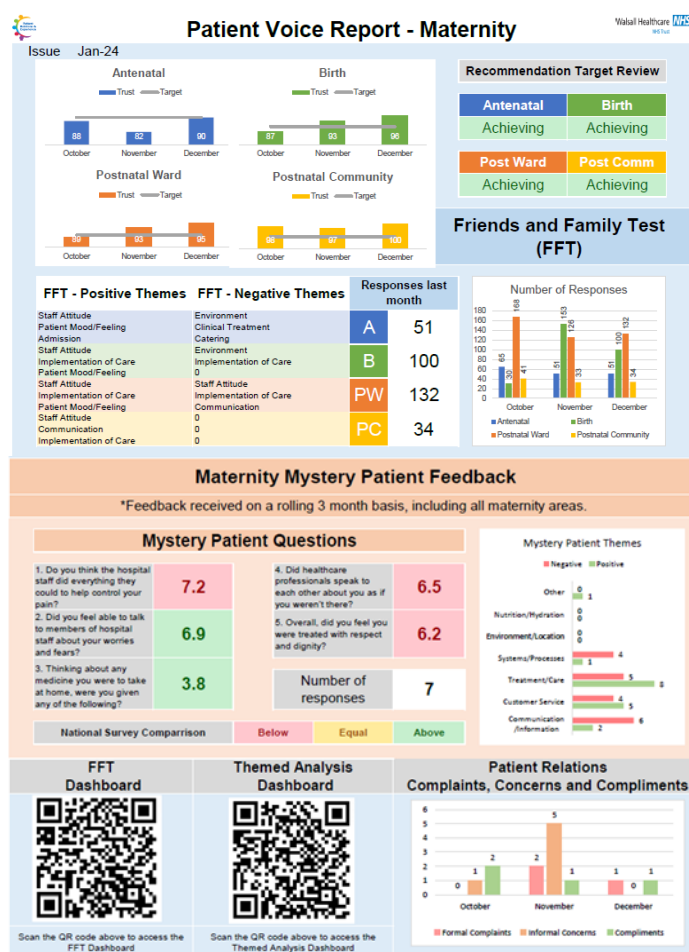 Patient Voice Report - Maternity
Walsall Healthcare NHS
NHS Trust
Issue Jan-24
Antenatal
Trust Target
88 82 90
October November December
Birth
Trust Target
87 93 96
October November December
Postnatal Ward
Trust Target
89 93 95
October November December
Postnatal Community
Trust Target
98 97 100
October November December
Recommendation Target Review
Antenatal Birth
Achieving Achieving
Post Ward Post Comm
Achieving Achieving
Friends and Family Test
(FFT)
FFT - Positive Themes FFT - Negative Themes Responses last
month
Staff Attitude Environment
Patient Mood/Feeling Clinical Treatment
Admission Catering
A 51
Staff Attitude Environment
Implementation of Care Implementation of Care
Patient Mood/Feeling 0
B 100
Staff Attitude Staff Attitude
Implementation of Care Implementation of Care
Patient Mood/Feeling Communication
PW 132
Staff Attitude 0
Communication 0
Implementation of Care 0
PC 34
Number of Responses
180
160
140
120
100
80
60
40
20
0
65 30 168 41
51 153 126 33
51 100 132 34
October November December
Antenatal Birth
Postnatal Ward Postnatal Community
Maternity Mystery Patient Feedback
*Feedback received on a rolling 3 month basis, including all maternity areas.
Mystery Patient Questions
1. Do you think the hospital
staff did everything they
could to help control your
pain?
7.2
2. Did you feel able to talk
to members of hospital
staff about your worries
and fears?
6.9
3. Thinking about any
medicine you were to take
at home, were you given
any of the following?
3.8
4. Did healthcare
professionals speak to
each other about you as if
you weren't there?
6.5
5. Overall, did you feel you
were treated with respect
and dignity?
6.2
Number of
responses
7
National Survey Comparrison Below Equal Above
Mystery Patient Themes
Negative Positive
Other 0 1
Nutrition/Hydration 0 0
Environment/Location 0 0
Systems/Processes 4 1
Treatment/Care 5 8
Customer Service 4 5
Communication
/Information 6 2
FFT
Dashboard
Scan the QR code above to access the
FFT Dashboard
Themed Analysis
Dashboard
Scan the QR code above to access the
Themed Analysis Dashboard
Patient Relations
Complaints, Concerns and Compliments
6
5
4
3
2
1
0
0 1 2
2 5 1
1 0 1
October November December
Formal Complaints Informal Concerns Compliments